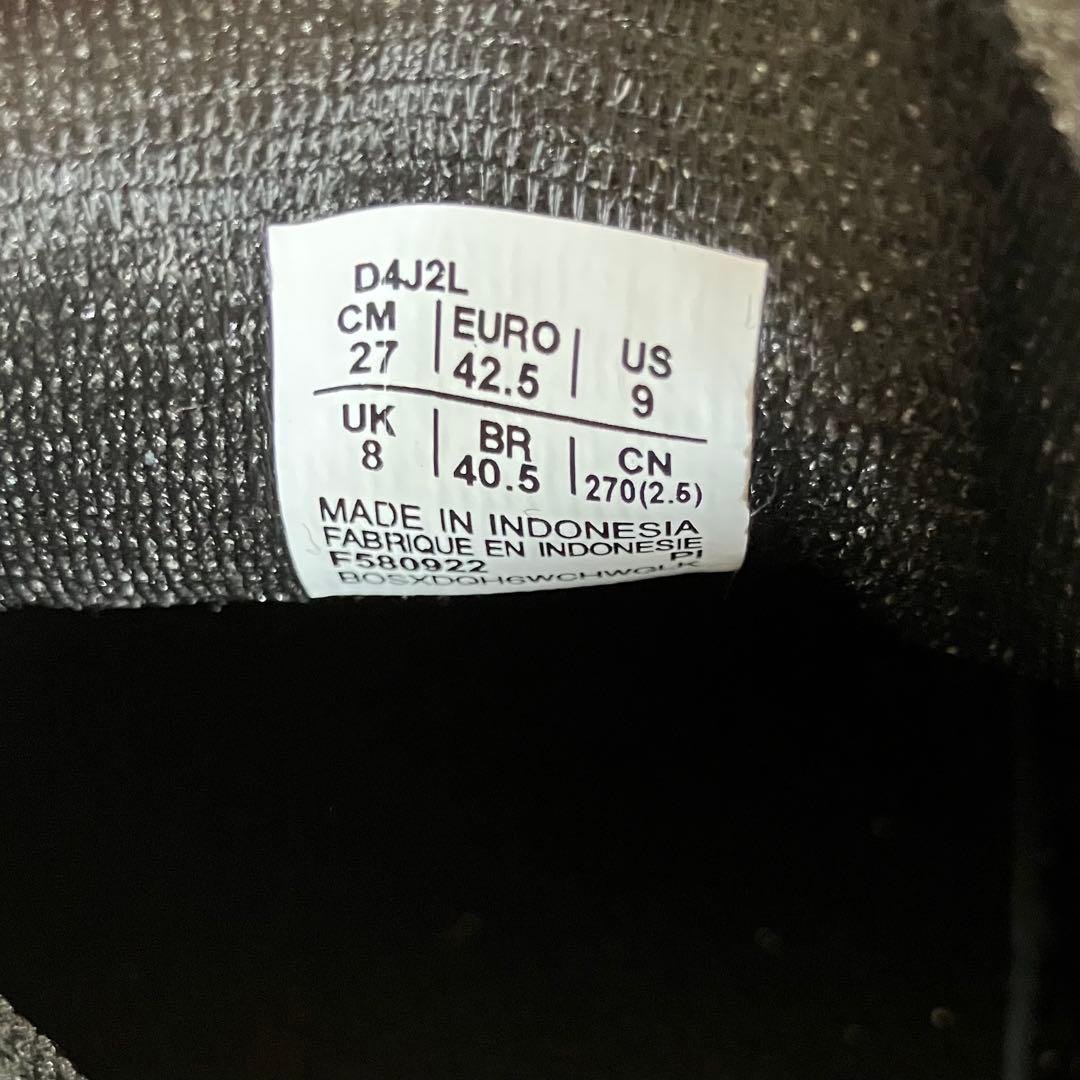 D4J2L
CM | EURO | US
27 | 42.5 | 9
UK | BR | CN
8 | 40.5 | 270(2.5)
MADE IN INDONESIA
FABRIQUE EN INDONESIE
F580922 PI